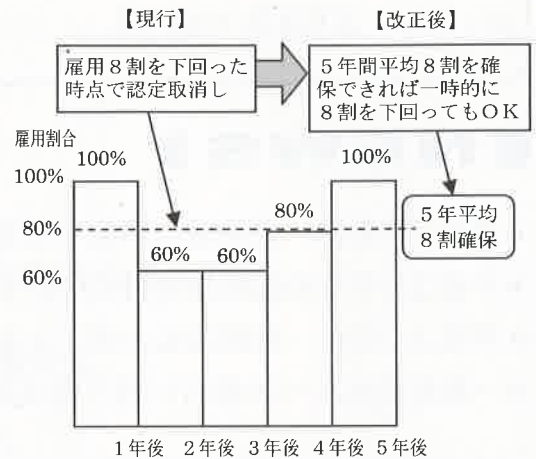 【現行】
【改正後】
雇用８割を下回った
時点で認定取消し
５年間平均８割を確
保できれば一時的に
８割を下回ってもＯＫ
雇用割合
100%
80%
60%
100%
60%
60%
80%
100%
５年平均
８割確保
１年後
２年後
３年後
４年後
５年後